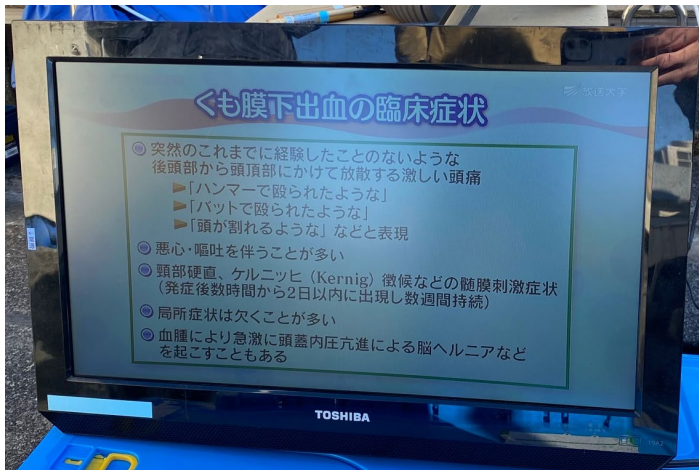 放送大学
くも膜下出血の臨床症状
突然のこれまでに経験したことのないような
後頭部から頭頂部にかけて放散する激しい頭痛
「ハンマーで殴られたような」
「バットで殴られたような」
「頭が割れるような」などと表現
悪心・嘔吐を伴うことが多い
頸部硬直、ケルニッヒ（Kernig）徴候などの髄膜刺激症状
（発症後数時間から2日以内に出現し数週間持続）
局所症状は欠くことが多い
血腫により急激に頭蓋内圧亢進による脳ヘルニアなど
を起こすこともある
TOSHIBA